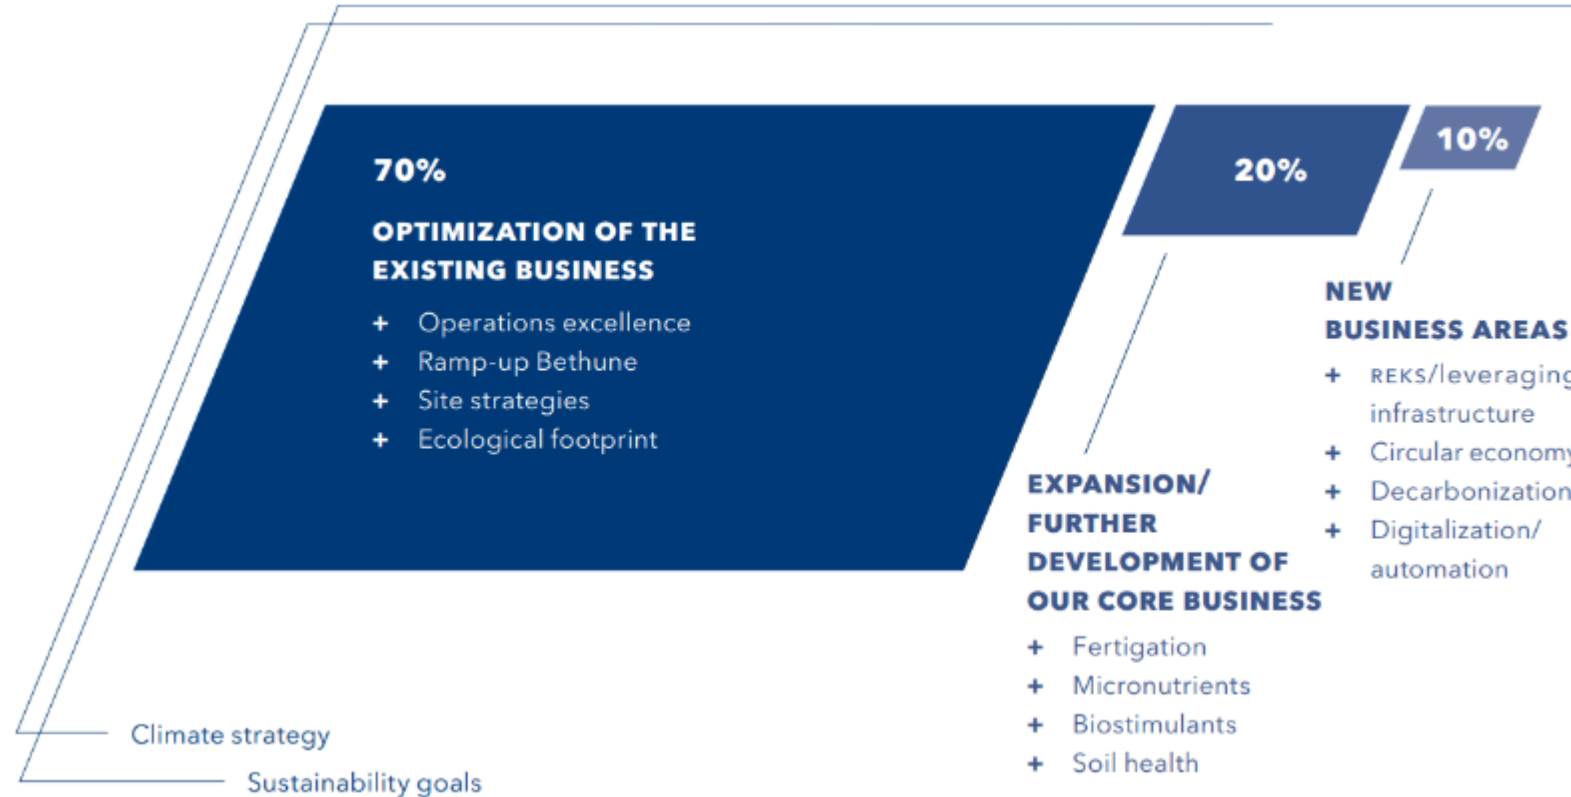 70%
OPTIMIZATION OF THE
EXISTING BUSINESS
+ Operations excellence
+ Ramp-up Bethune
+ Site strategies
+ Ecological footprint
20%
EXPANSION/
FURTHER
DEVELOPMENT OF
OUR CORE BUSINESS
+ Fertigation
+ Micronutrients
+ Biostimulants
+ Soil health
10%
NEW
BUSINESS AREAS
+ REKS/leveraging
infrastructure
+ Circular economy
+ Decarbonization
+ Digitalization/
automation
Climate strategy
Sustainability goals